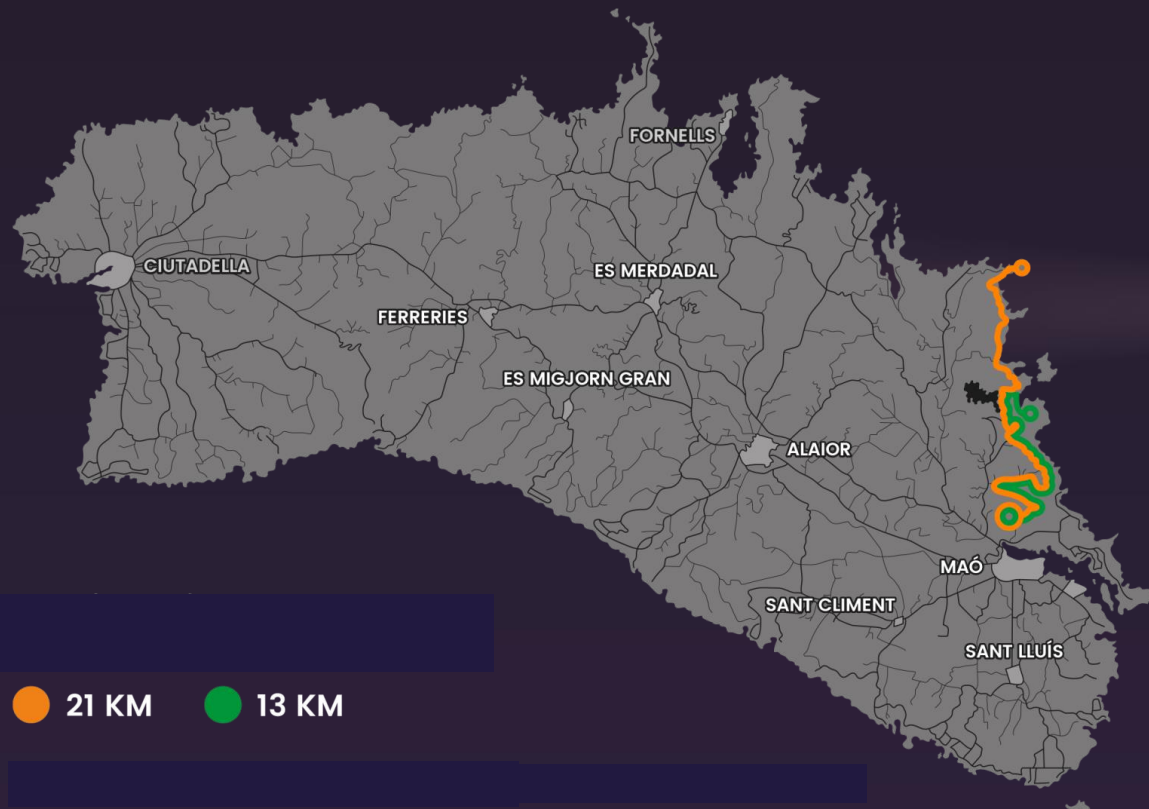 FORNELLS
CIUTADELLA
ES MERDADAL
FERRERIES
ES MIGJORN GRAN
ALAIOR
MAÓ
SANT CLIMENT
SANT LLUÍS
21 KM
13 KM